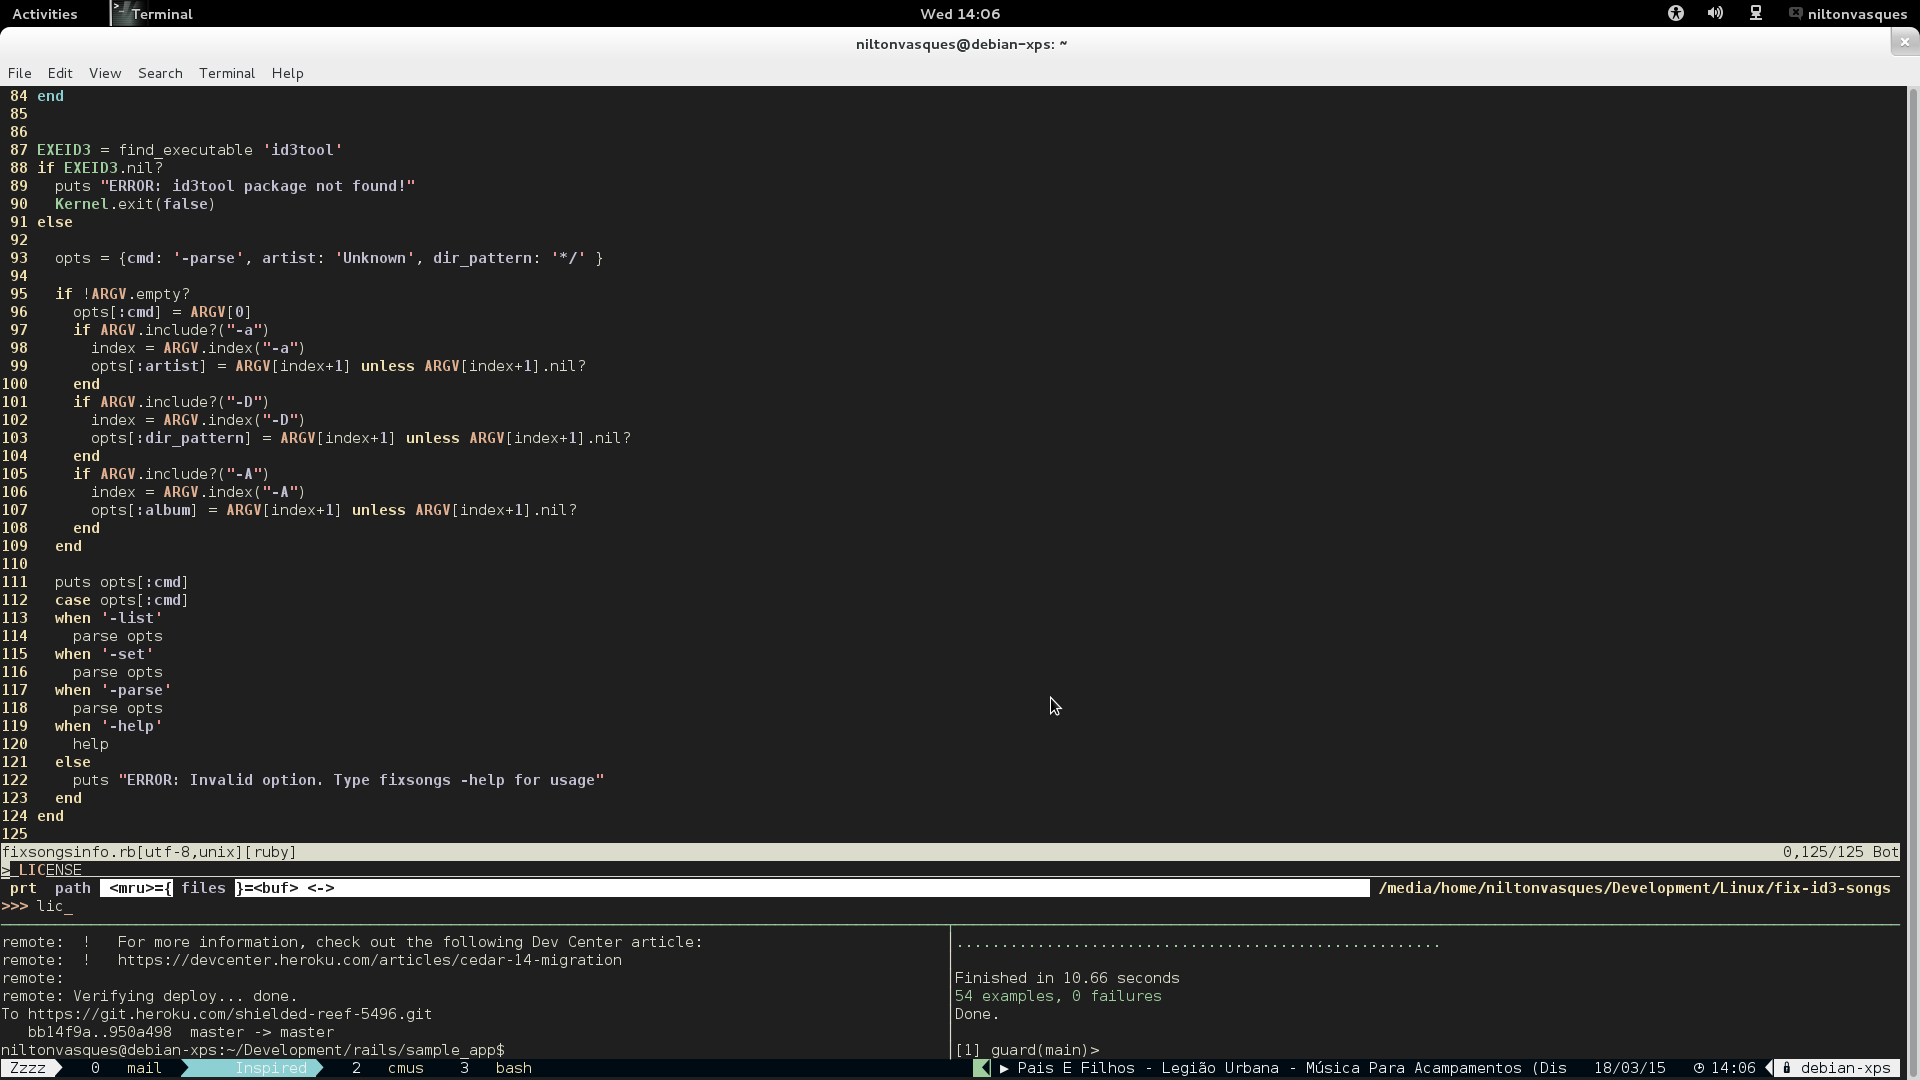 Activities Terminal Wed 14:06 niltonvasques
niltonvasques@debian-xps: ~
File Edit View Search Terminal Help
84 end
85
86
87 EXEID3 = find_executable 'id3tool'
88 if EXEID3.nil?
89   puts "ERROR: id3tool package not found!"
90   Kernel.exit(false)
91 else
92
93   opts = {cmd: '-parse', artist: 'Unknown', dir_pattern: '*/' }
94
95   if !ARGV.empty?
96     opts[:cmd] = ARGV[0]
97     if ARGV.include?("-a")
98       index = ARGV.index("-a")
99       opts[:artist] = ARGV[index+1] unless ARGV[index+1].nil?
100     end
101     if ARGV.include?("-D")
102       index = ARGV.index("-D")
103       opts[:dir_pattern] = ARGV[index+1] unless ARGV[index+1].nil?
104     end
105     if ARGV.include?("-A")
106       index = ARGV.index("-A")
107       opts[:album] = ARGV[index+1] unless ARGV[index+1].nil?
108     end
109   end
110
111   puts opts[:cmd]
112   case opts[:cmd]
113   when '-list'
114     parse opts
115   when '-set'
116     parse opts
117   when '-parse'
118     parse opts
119   when '-help'
120     help
121   else
122     puts "ERROR: Invalid option. Type fixsongs -help for usage"
123   end
124 end
125
fixsongsinfo.rb[utf-8,unix][ruby] 0,125/125 Bot
> LICENSE
prt path <mru>={ files }=<buf> <-> /media/home/niltonvasques/Development/Linux/fix-id3-songs
>>> lic_
remote:  !   For more information, check out the following Dev Center article:
remote:  !   https://devcenter.heroku.com/articles/cedar-14-migration
remote:
remote: Verifying deploy... done.
To https://git.heroku.com/shielded-reef-5496.git
   bb14f9a..950a498  master -> master
niltonvasques@debian-xps:~/Development/rails/sample_app$
......................................................
Finished in 10.66 seconds
54 examples, 0 failures
Done.
[1] guard(main)>
Zzzz 0 mail Inspired 2 cmus 3 bash ▶ Pais E Filhos - Legião Urbana - Música Para Acampamentos (Dis 18/03/15 14:06 debian-xps